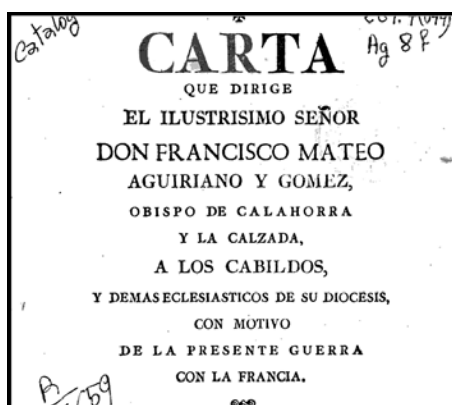 Catalog
Ag 8f
CARTA
QUE DIRIGE
EL ILUSTRISIMO SEÑOR
DON FRANCISCO MATEO
AGUIRIANO Y GOMEZ,
OBISPO DE CALAHORRA
Y LA CALZADA,
A LOS CABILDOS,
Y DEMAS ECLESIASTICOS DE SU DIOCESIS,
CON MOTIVO
DE LA PRESENTE GUERRA
CON LA FRANCIA.